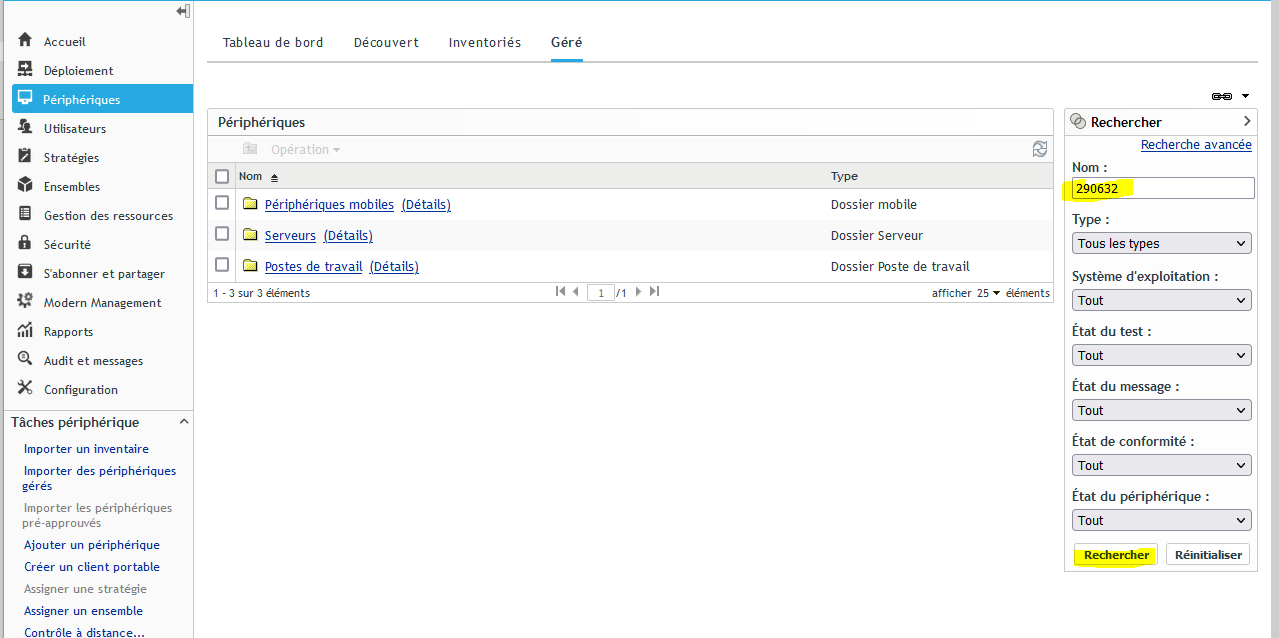 Accueil
Déploiement
Périphériques
Utilisateurs
Stratégies
Ensembles
Gestion des ressources
Sécurité
S'abonner et partager
Modern Management
Rapports
Audit et messages
Configuration
Tâches périphérique
Importer un inventaire
Importer des périphériques
gérés
Importer les périphériques
pré-approuvés
Ajouter un périphérique
Créer un client portable
Assigner une stratégie
Assigner un ensemble
Contrôle à distance...
Tableau de bord Découvert Inventoriés Géré
Périphériques
Opération
Nom Type
Périphériques mobiles (Détails) Dossier mobile
Serveurs (Détails) Dossier Serveur
Postes de travail (Détails) Dossier Poste de travail
1 - 3 sur 3 éléments 1 /1 afficher 25 éléments
Rechercher
Recherche avancée
Nom :
290632
Type :
Tous les types
Système d'exploitation :
Tout
État du test :
Tout
État du message :
Tout
État de conformité :
Tout
État du périphérique :
Tout
Rechercher Réinitialiser